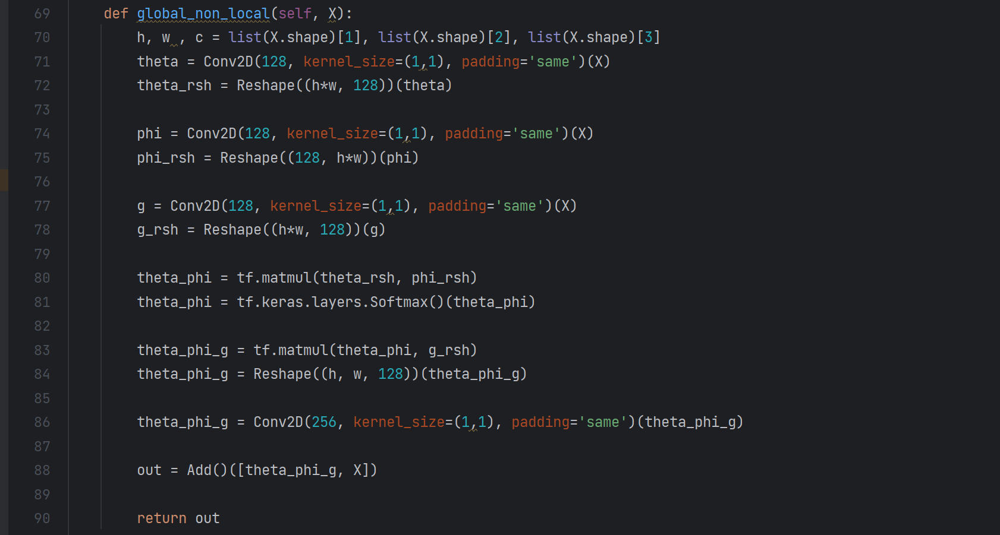 69 def global_non_local(self, X):
70 h, w , c = list(X.shape)[1], list(X.shape)[2], list(X.shape)[3]
71 theta = Conv2D(128, kernel_size=(1,1), padding='same')(X)
72 theta_rsh = Reshape((h*w, 128))(theta)
73
74 phi = Conv2D(128, kernel_size=(1,1), padding='same')(X)
75 phi_rsh = Reshape((128, h*w))(phi)
76
77 g = Conv2D(128, kernel_size=(1,1), padding='same')(X)
78 g_rsh = Reshape((h*w, 128))(g)
79
80 theta_phi = tf.matmul(theta_rsh, phi_rsh)
81 theta_phi = tf.keras.layers.Softmax()(theta_phi)
82
83 theta_phi_g = tf.matmul(theta_phi, g_rsh)
84 theta_phi_g = Reshape((h, w, 128))(theta_phi_g)
85
86 theta_phi_g = Conv2D(256, kernel_size=(1,1), padding='same')(theta_phi_g)
87
88 out = Add()([theta_phi_g, X])
89
90 return out